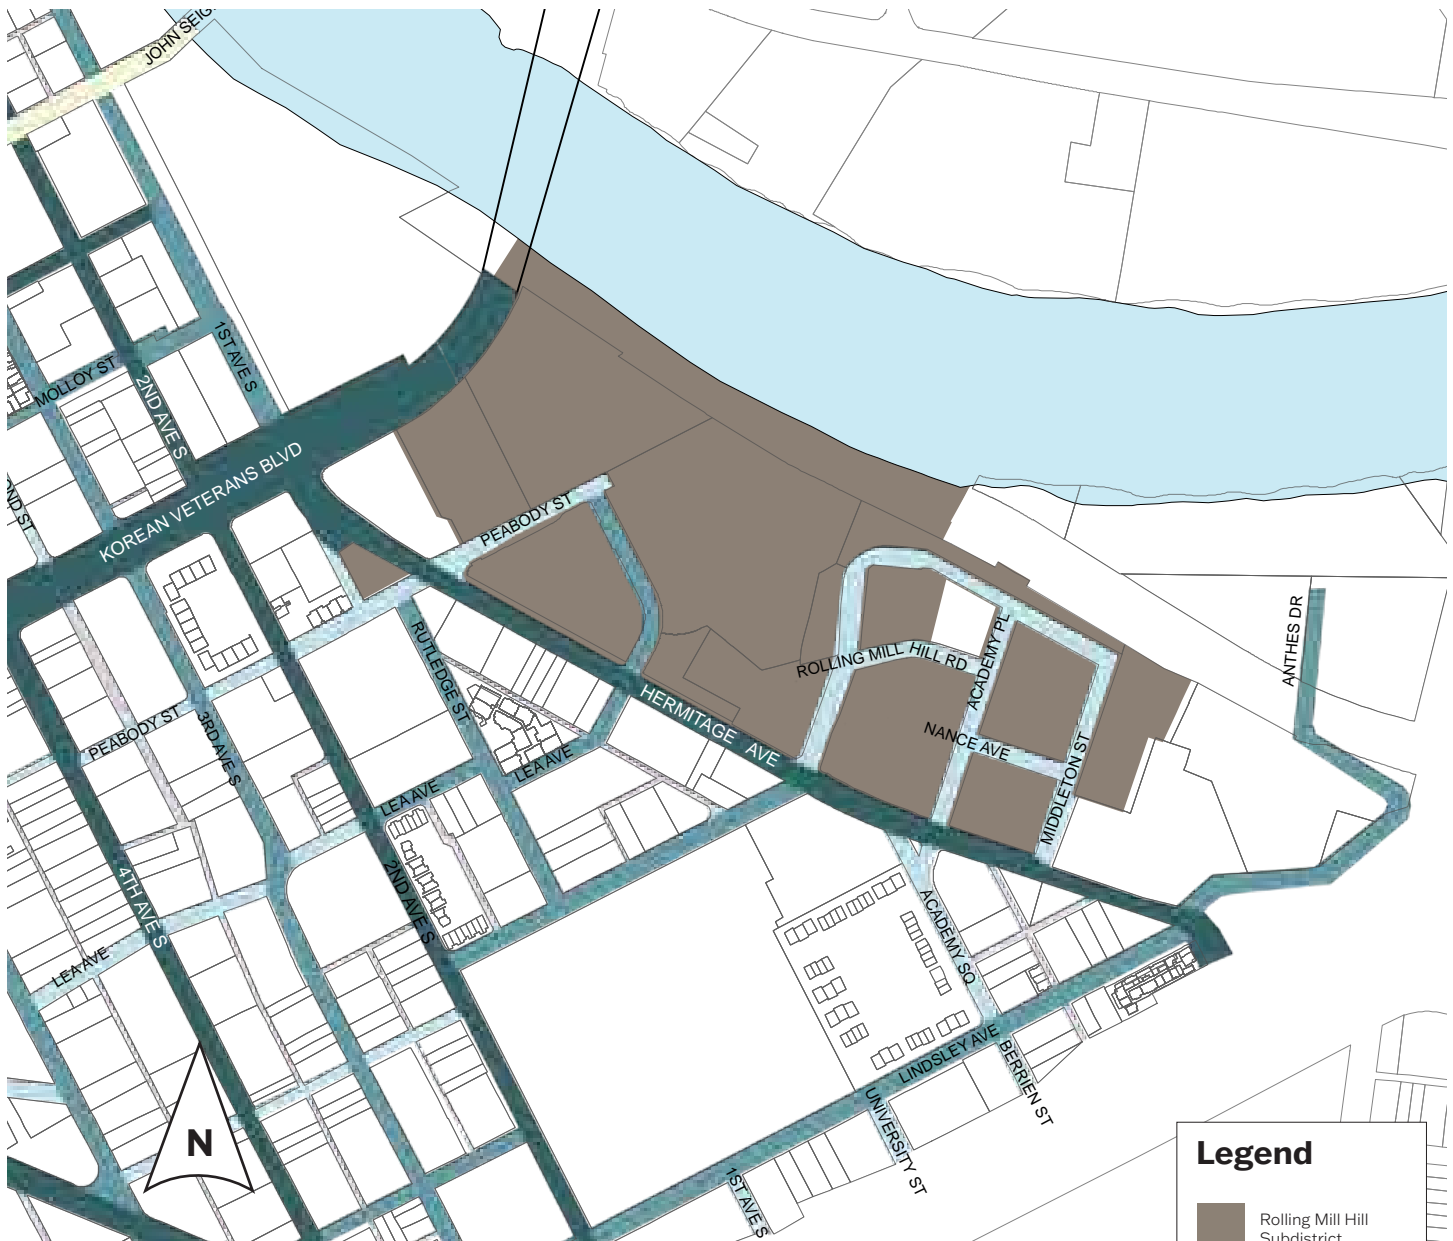 JOHN SEIG
1ST AVE S
MOLLOY ST
2ND AVE S
OND ST
KOREAN VETERANS BLVD
PEABODY ST
ANTHES DR
RUTLEDGE ST
ROLLING MILL HILL RD
ACADEMY PL
HERMITAGE AVE
PEABODY ST
3RD AVE S
NANCE AVE
MIDDLETON ST
LEA AVE
LEA AVE
4TH AVE S
2ND AVE S
ACADEMY SQ
LEA AVE
LINDSLEY AVE
BERRIEN ST
UNIVERSITY ST
1ST AVE S
N
Legend
Rolling Mill Hill
Subdistrict